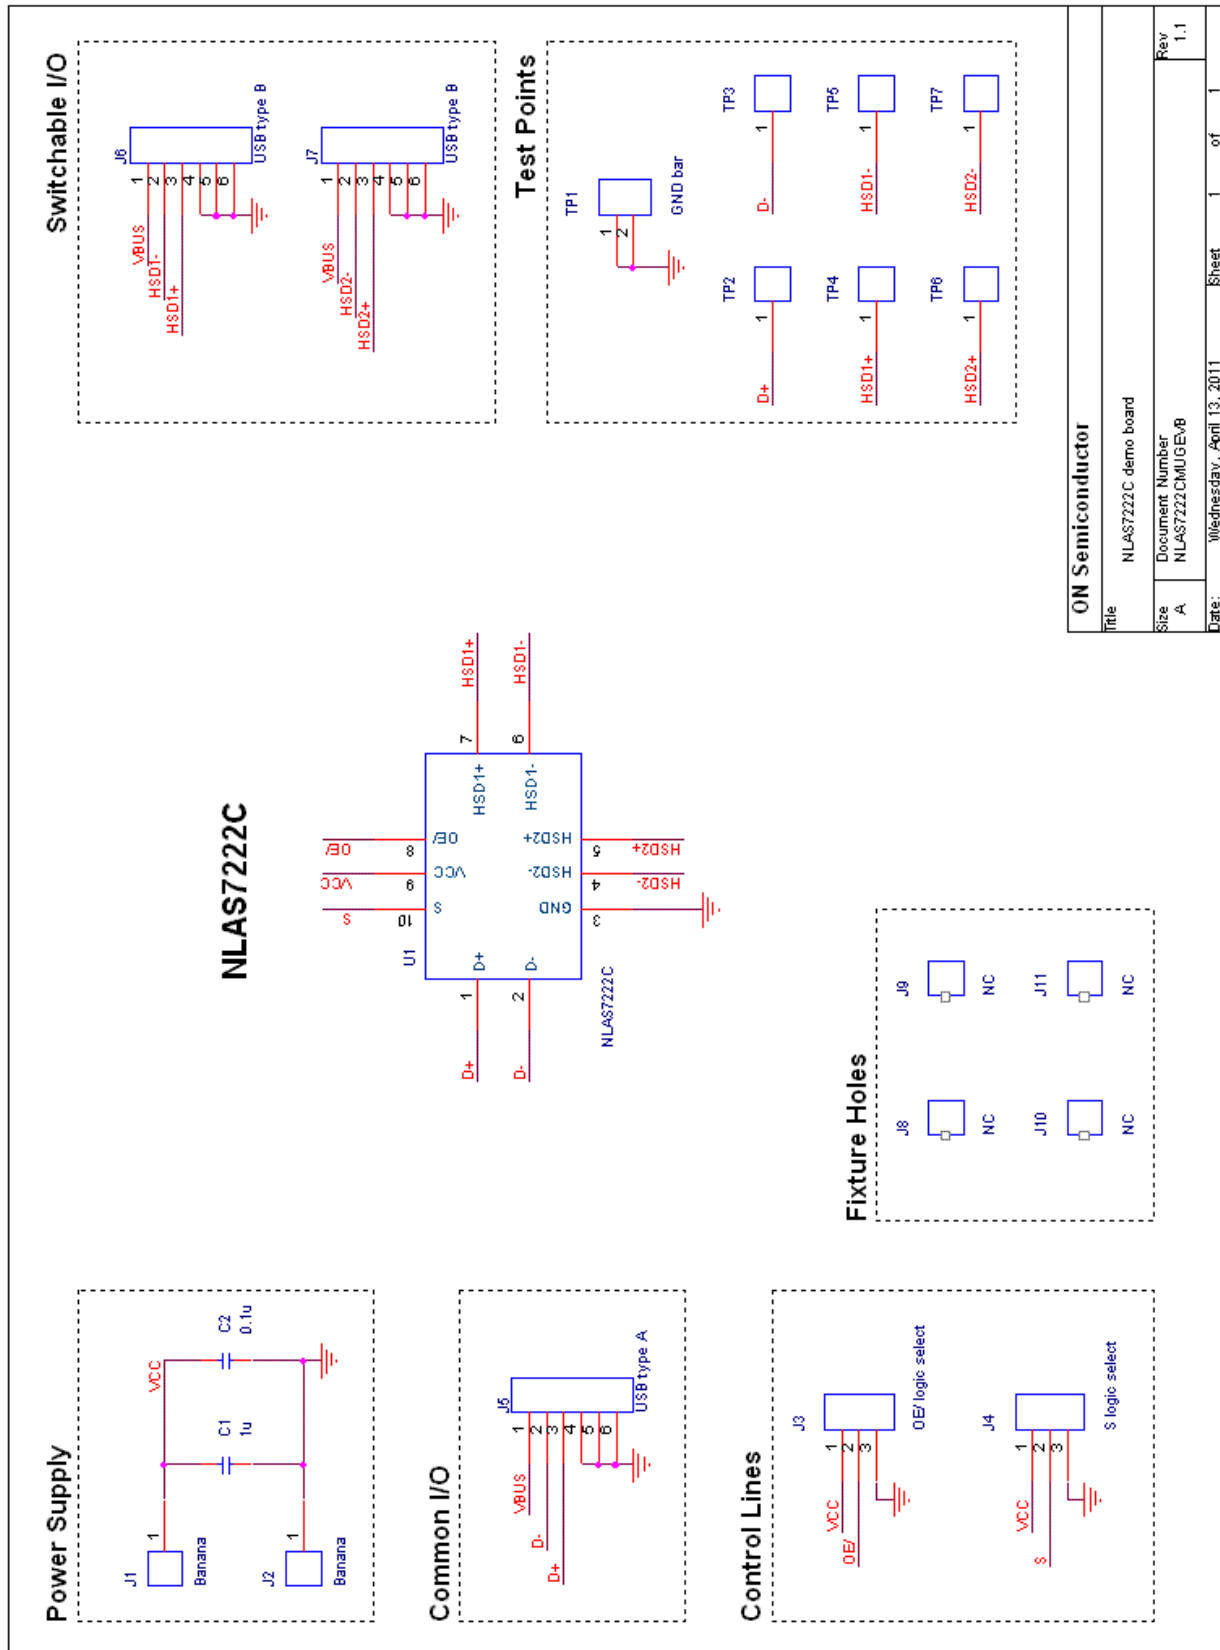 Power Supply
J1
1
Banana
J2
1
Banana
VCC
C1
1u
C2
0.1u
Common I/O
J5
VBUS
D-
D+
1
2
3
4
5
6
USB type A
Control Lines
J3
VCC
OE/
1
2
3
OE/ logic select
J4
VCC
S
1
2
3
S logic select
NLAS7222C
U1
S
VCC
OE/
10
9
8
S
VCC
OE/
D+
1
D+
D-
2
D-
HSD1+
7
HSD1+
HSD1-
6
HSD1-
GND
HSD2-
HSD2+
3
4
5
HSD2-
HSD2+
NLAS7222C
Fixture Holes
J8
NC
J9
NC
J10
NC
J11
NC
Switchable I/O
J6
VBUS
HSD1-
HSD1+
1
2
3
4
5
6
USB type B
J7
VBUS
HSD2-
HSD2+
1
2
3
4
5
6
USB type B
Test Points
TP1
1
2
GND bar
TP2
D+
1
TP3
D-
1
TP4
HSD1+
1
TP5
HSD1-
1
TP6
HSD2+
1
TP7
HSD2-
1
ON Semiconductor
Title
NLAS7222C demo board
Size
A
Document Number
NLAS7222CMUGEVB
Rev
1.1
Date: Wednesday, April 13, 2011 Sheet 1 of 1